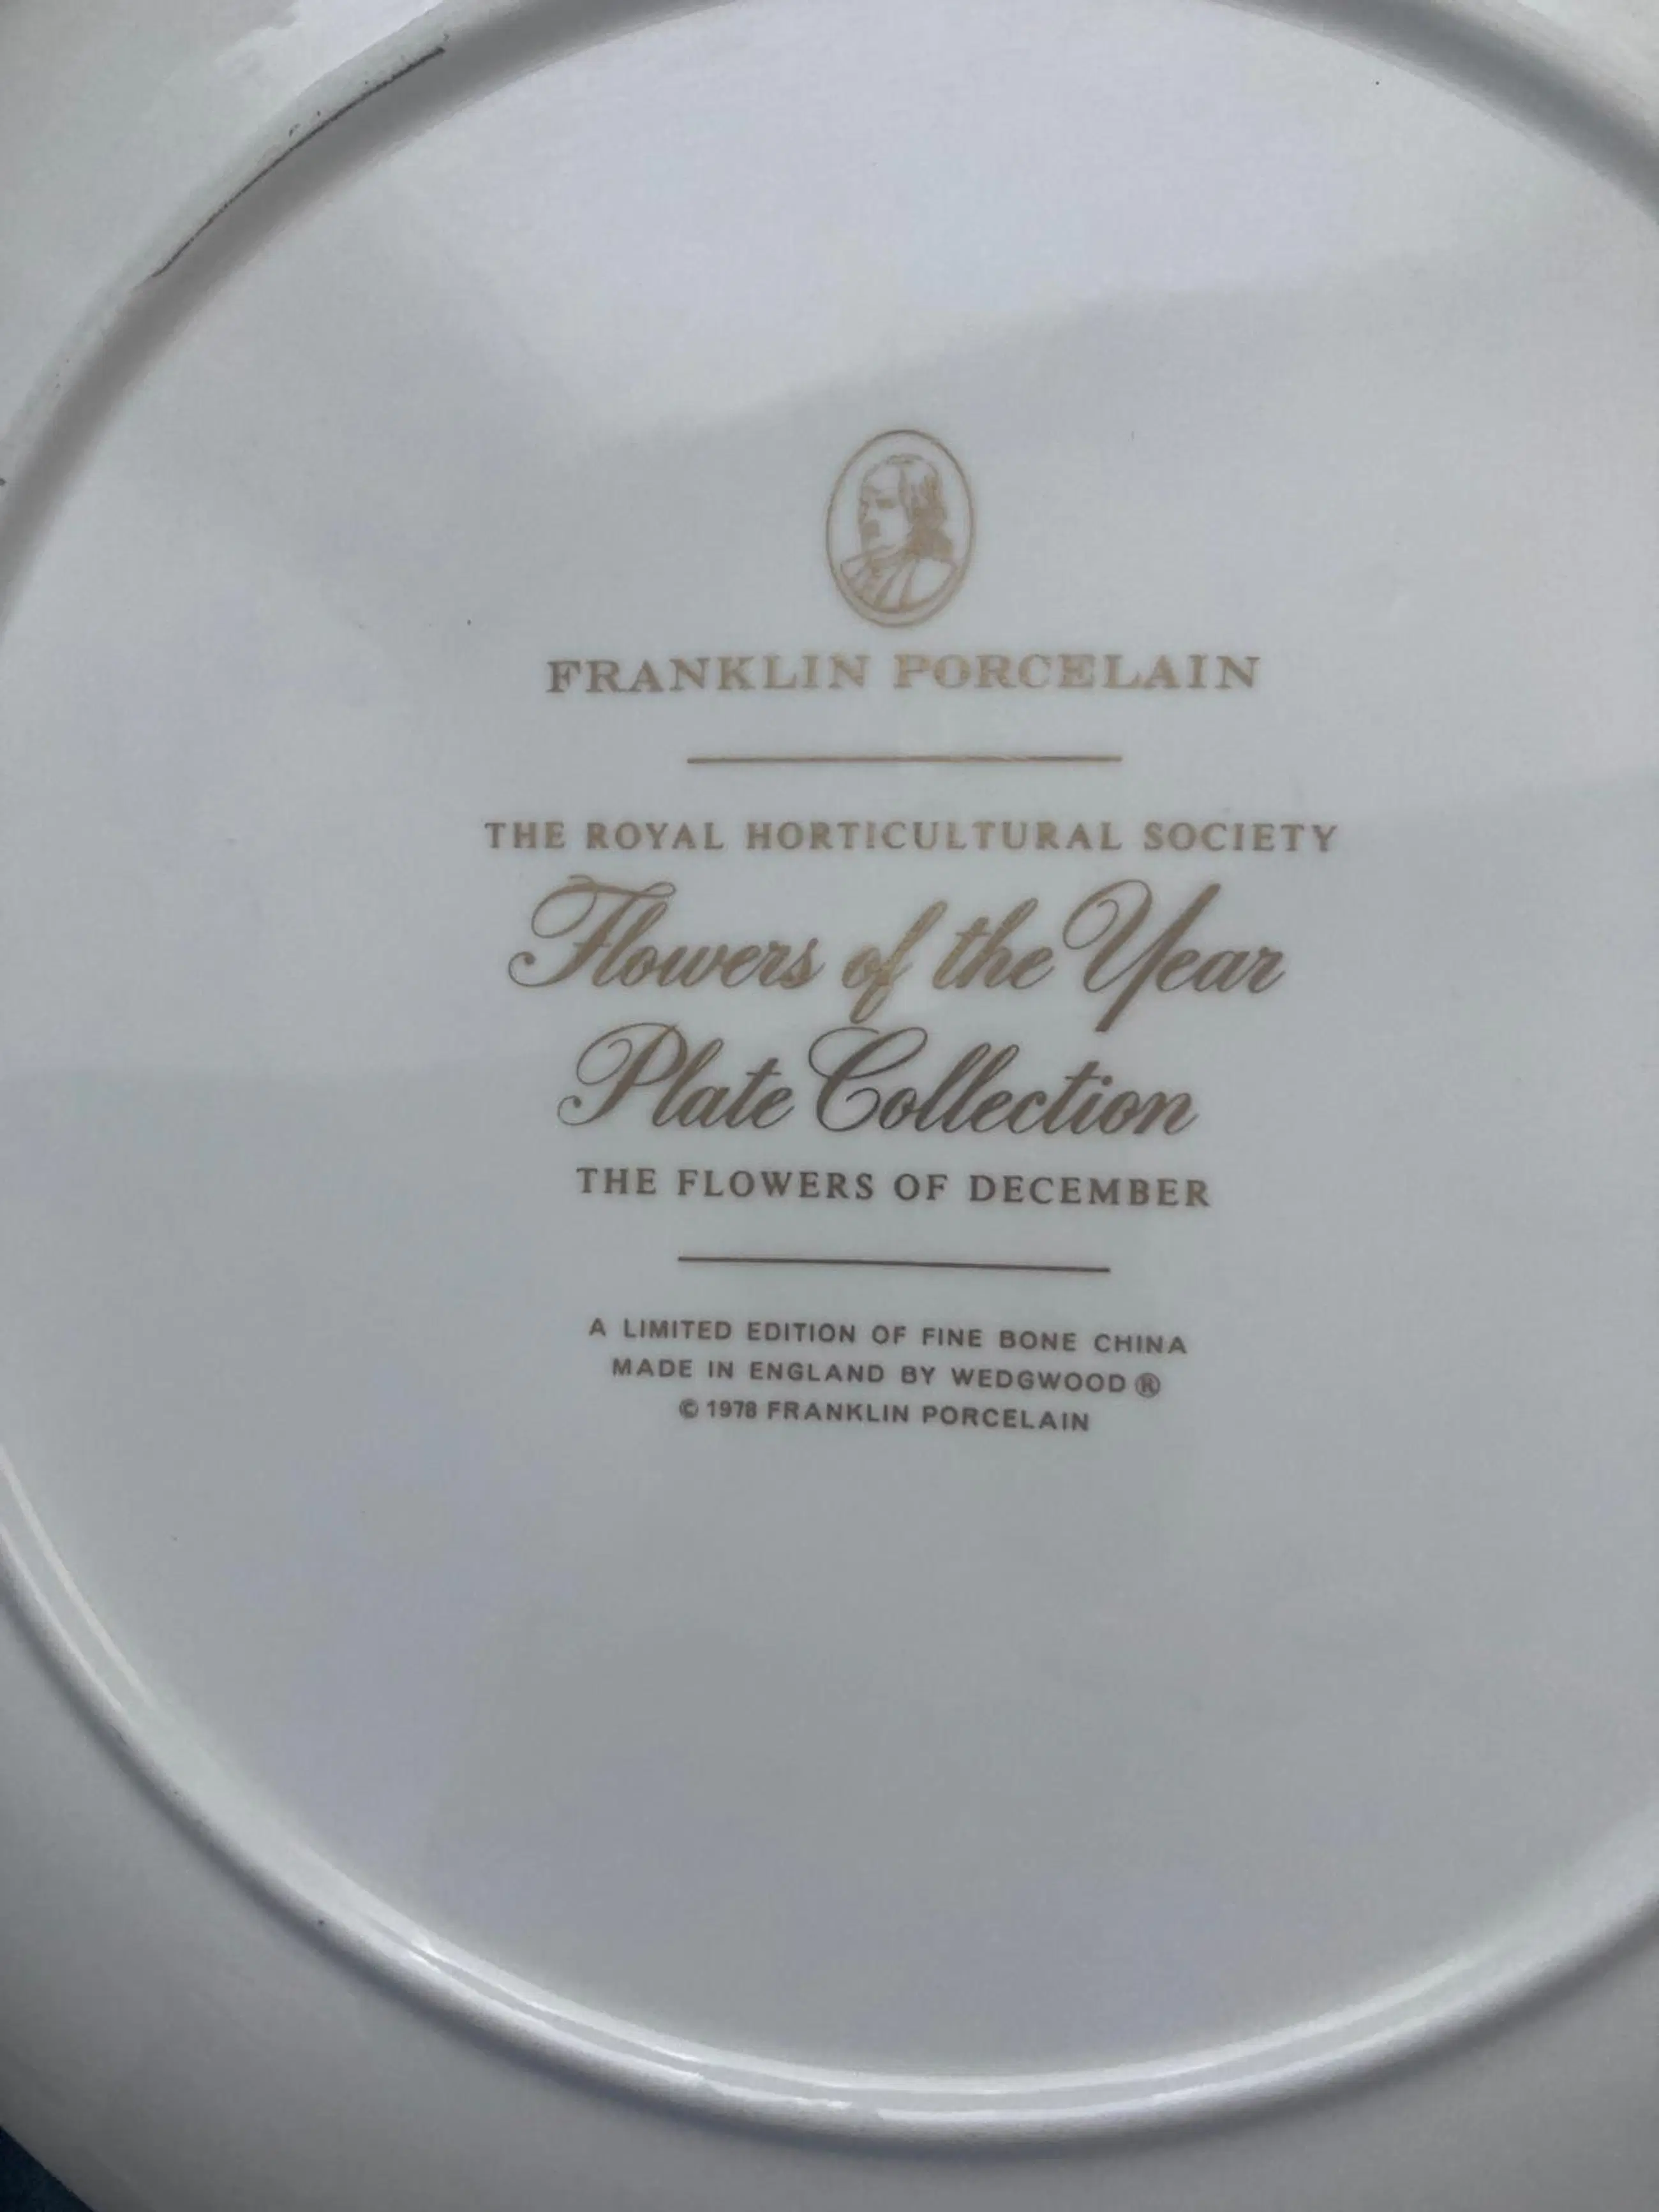 FRANKLIN PORCELAIN
THE ROYAL HORTICULTURAL SOCIETY
Flowers of the Year
Plate Collection
THE FLOWERS OF DECEMBER
A LIMITED EDITION OF FINE BONE CHINA
MADE IN ENGLAND BY WEDGWOOD ®
© 1978 FRANKLIN PORCELAIN